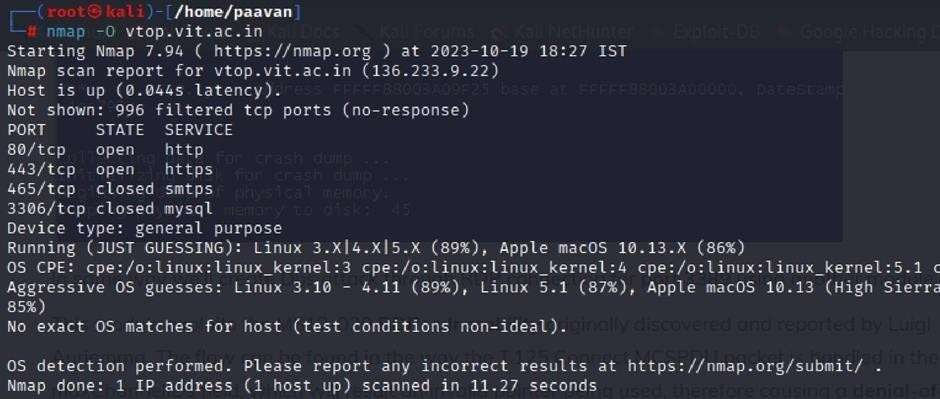 ┌──(root㉿kali)-[/home/paavan]
└─# nmap -O vtop.vit.ac.in
Starting Nmap 7.94 ( https://nmap.org ) at 2023-10-19 18:27 IST
Nmap scan report for vtop.vit.ac.in (136.233.9.22)
Host is up (0.044s latency).
Not shown: 996 filtered tcp ports (no-response)
PORT     STATE  SERVICE
80/tcp   open   http
443/tcp  open   https
465/tcp  closed smtps
3306/tcp closed mysql
Device type: general purpose
Running (JUST GUESSING): Linux 3.X|4.X|5.X (89%), Apple macOS 10.13.X (86%)
OS CPE: cpe:/o:linux:linux_kernel:3 cpe:/o:linux:linux_kernel:4 cpe:/o:linux:linux_kernel:5.1 c
Aggressive OS guesses: Linux 3.10 - 4.11 (89%), Linux 5.1 (87%), Apple macOS 10.13 (High Sierra
85%)
No exact OS matches for host (test conditions non-ideal).
OS detection performed. Please report any incorrect results at https://nmap.org/submit/ .
Nmap done: 1 IP address (1 host up) scanned in 11.27 seconds